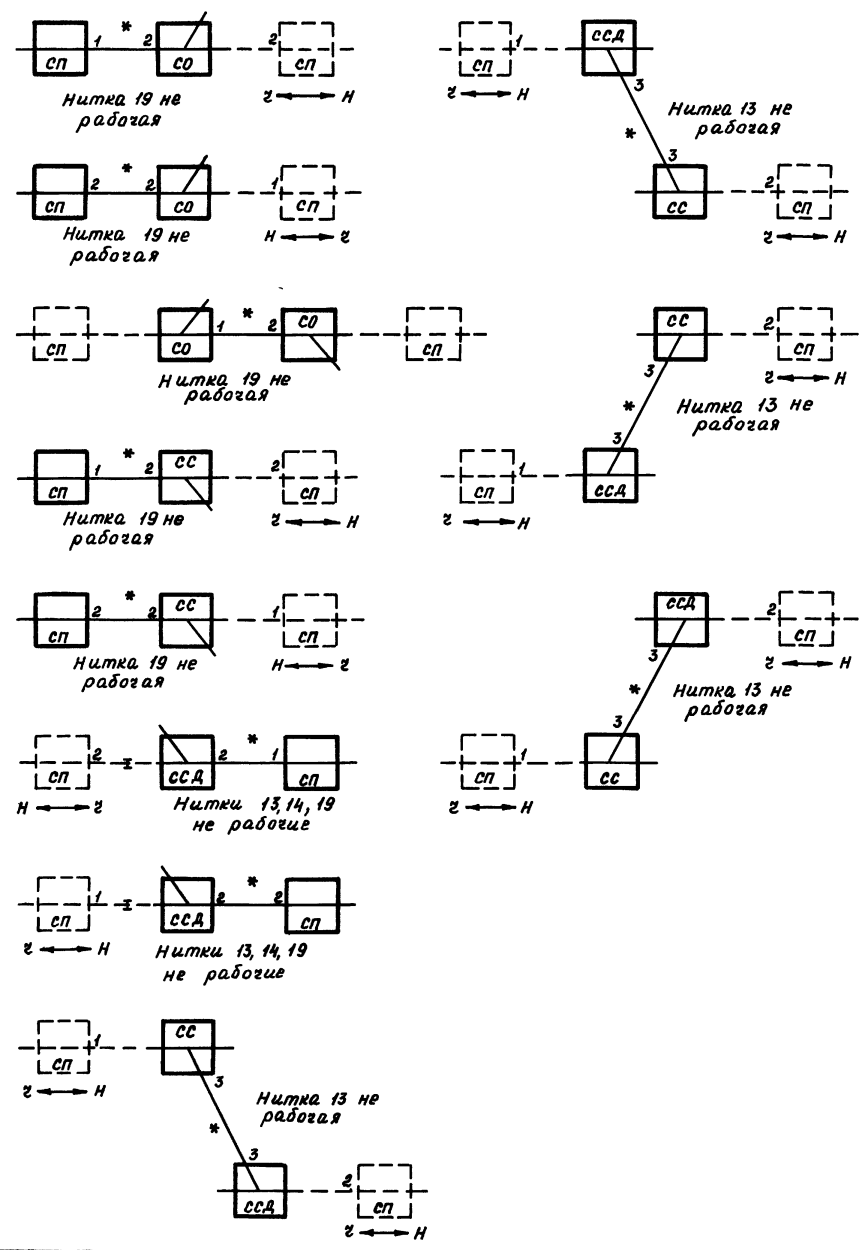 * * 
1 2 2 1
СП СО СП СП ССД
ч Н ч Н
3
Нитка 19 не
рабочая
Нитка 13 не
рабочая
*
3
2 2 1 2
СП СО СП СС СП
Н ч ч Н
Нитка 19 не
рабочая
*
1 2 2
СП СО СО СП СС СП
3 ч Н
Нитка 19 не
рабочая
Нитка 13 не
рабочая
*
3
1 2 2 1
СП СС СП СП ССД
ч Н ч Н
Нитка 19 не
рабочая
*
2 2 1 2
СП СС СП ССД СП
Н ч 3 ч Н
Нитка 19 не
рабочая
Нитка 13 не
рабочая
*
3
2 2 1 1
СП ССД СП СП СС
Н ч ч Н
Нитки 13, 14, 19
не рабочие
*
1 2 2
СП ССД СП
ч Н
Нитки 13, 14, 19
не рабочие
1
СП СС
ч Н
3
Нитка 13 не
рабочая
*
3
2
ССД СП
ч Н